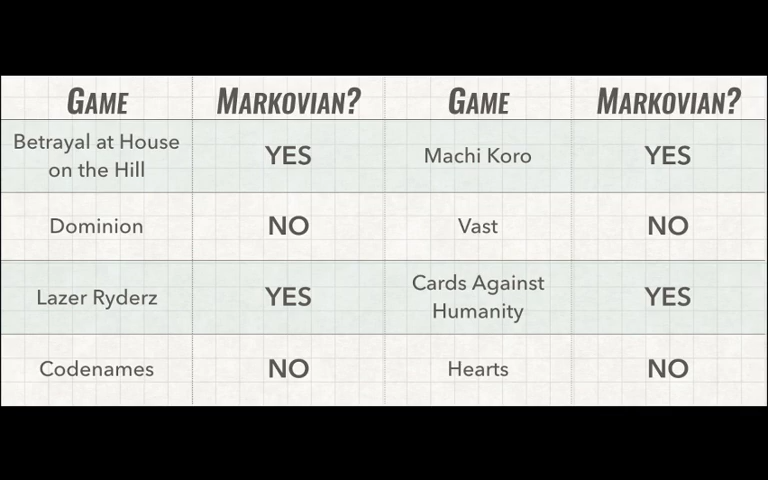 GAME MARKOVIAN? GAME MARKOVIAN?
Betrayal at House
on the Hill YES Machi Koro YES
Dominion NO Vast NO
Lazer Ryderz YES Cards Against
Humanity YES
Codenames NO Hearts NO